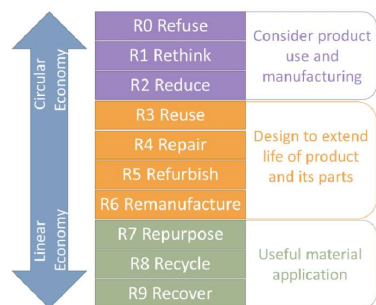 Circular
Economy
Linear
Economy
R0 Refuse
R1 Rethink
R2 Reduce
R3 Reuse
R4 Repair
R5 Refurbish
R6 Remanufacture
R7 Repurpose
R8 Recycle
R9 Recover
Consider product
use and
manufacturing
Design to extend
life of product
and its parts
Useful material
application